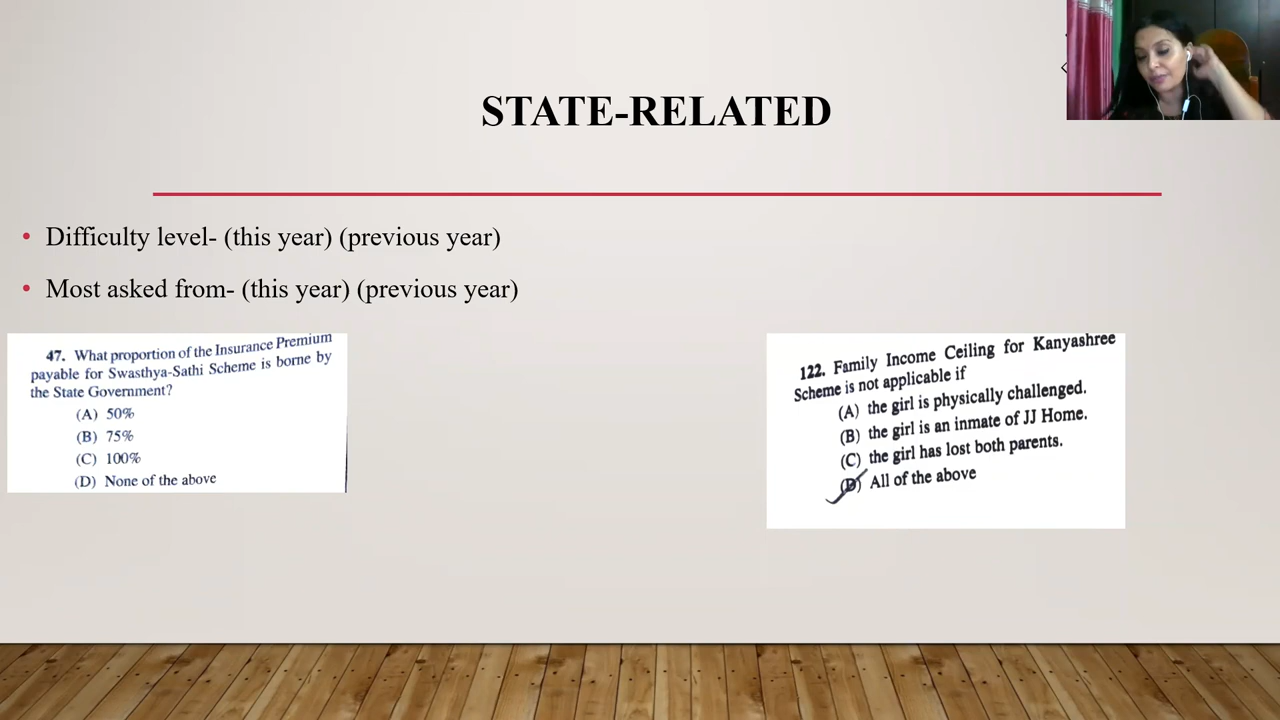 STATE-RELATED
• Difficulty level- (this year) (previous year)
• Most asked from- (this year) (previous year)
47. What proportion of the Insurance Premium
payable for Swasthya-Sathi Scheme is borne by
the State Government?
(A) 50%
(B) 75%
(C) 100%
(D) None of the above
122. Family Income Ceiling for Kanyashree
Scheme is not applicable if
(A) the girl is physically challenged.
(B) the girl is an inmate of JJ Home.
(C) the girl has lost both parents.
(D) All of the above